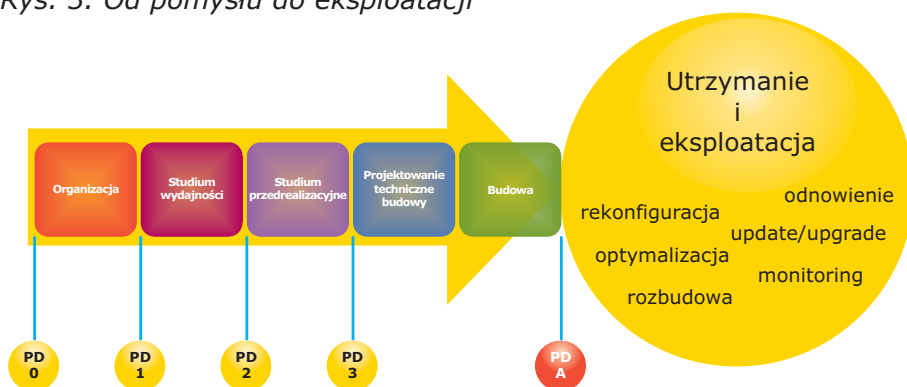 Rys. 3. Od pomysłu do eksploatacji
Utrzymanie
i
eksploatacja
Organizacja
Studium
wydajności
Studium
przedrealizacyjne
Projektowanie
techniczne
budowy
Budowa
odnowienie
rekonfiguracja
update/upgrade
optymalizacja
monitoring
rozbudowa
PD
0
PD
1
PD
2
PD
3
PD
A